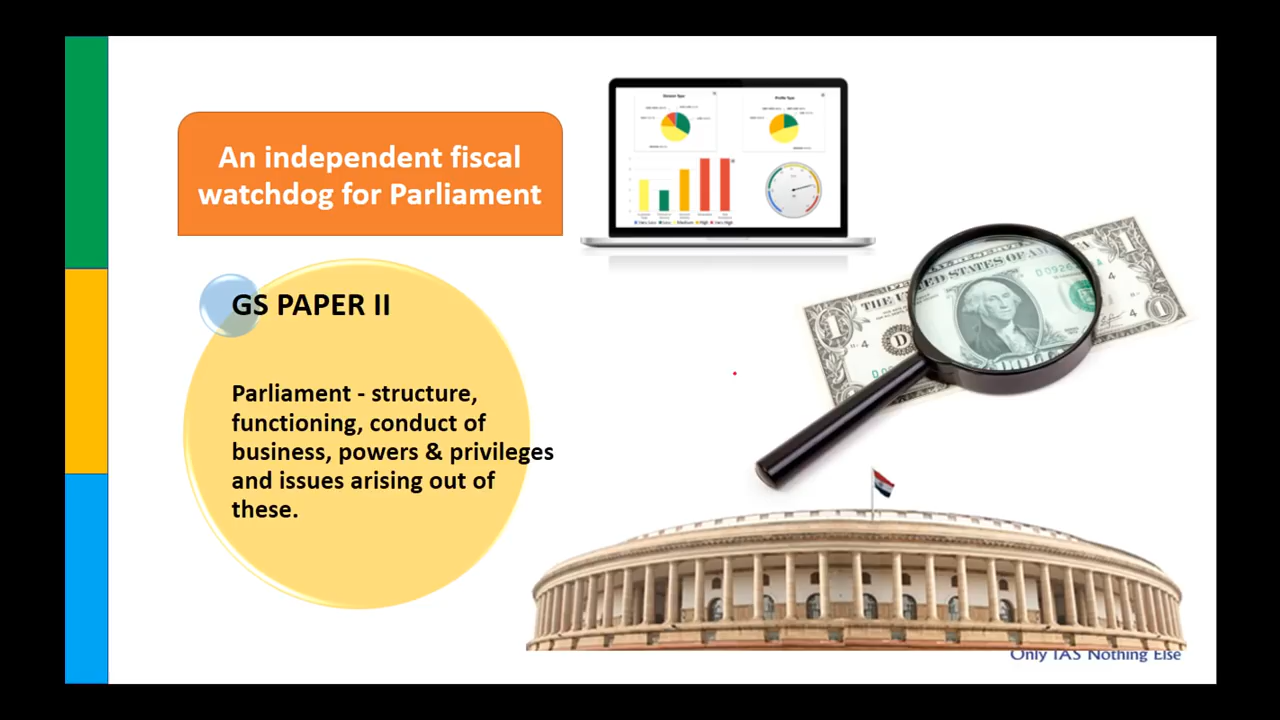 An independent fiscal
watchdog for Parliament
GS PAPER II
Parliament - structure,
functioning, conduct of
business, powers & privileges
and issues arising out of
these.
Only IAS Nothing Else